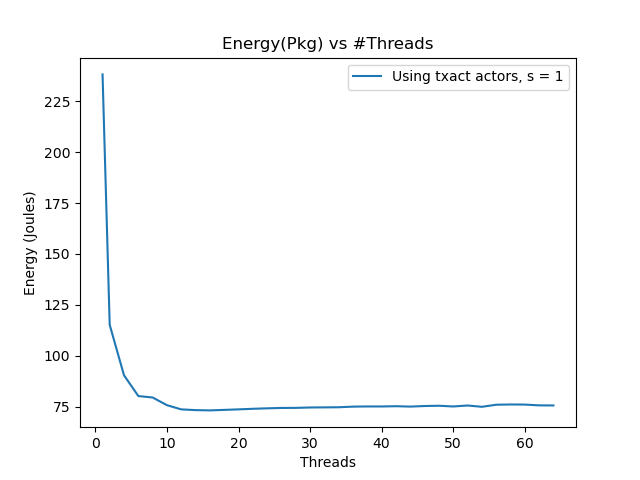 Energy(Pkg) vs #Threads
Using txact actors, s = 1
Energy (Joules)
225
200
175
150
125
100
75
0 10 20 30 40 50 60
Threads